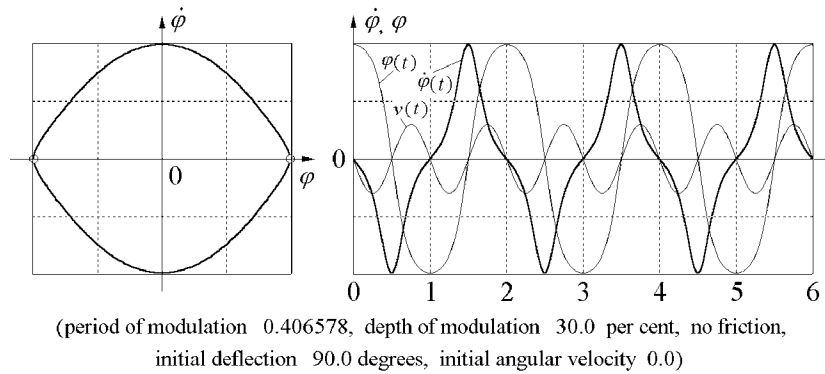 φ̇
φ̇, φ
φ(t)
φ̇(t)
v(t)
0
φ
0
0 1 2 3 4 5 6
(period of modulation 0.406578, depth of modulation 30.0 per cent, no friction,
initial deflection 90.0 degrees, initial angular velocity 0.0)